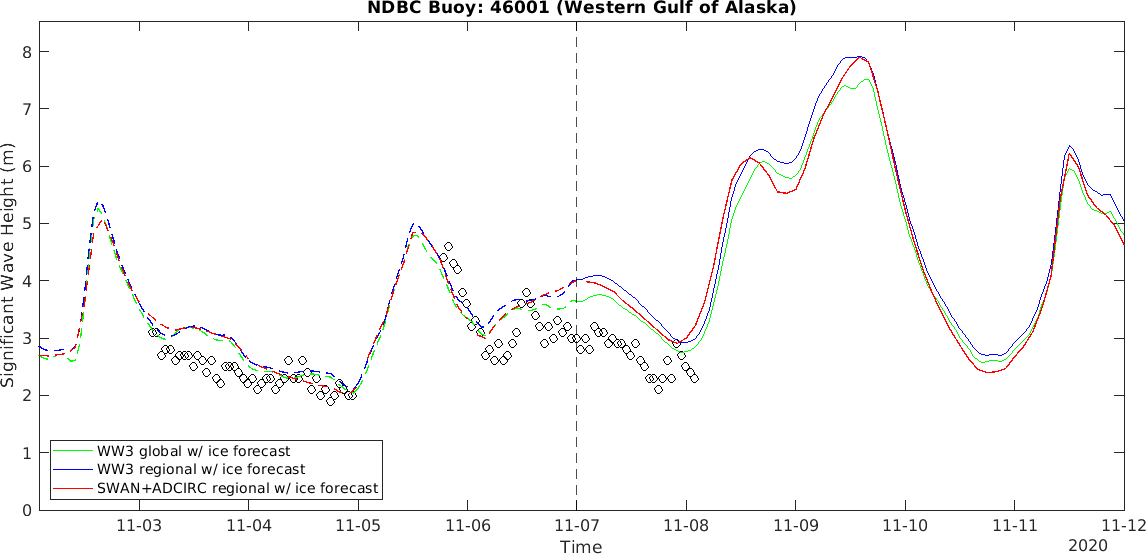 NDBC Buoy: 46001 (Western Gulf of Alaska)
Significant Wave Height (m)
8
7
6
5
4
3
2
1
0
WW3 global w/ ice forecast
WW3 regional w/ ice forecast
SWAN+ADCIRC regional w/ ice forecast
11-03 11-04 11-05 11-06 11-07 11-08 11-09 11-10 11-11 11-12
Time
2020